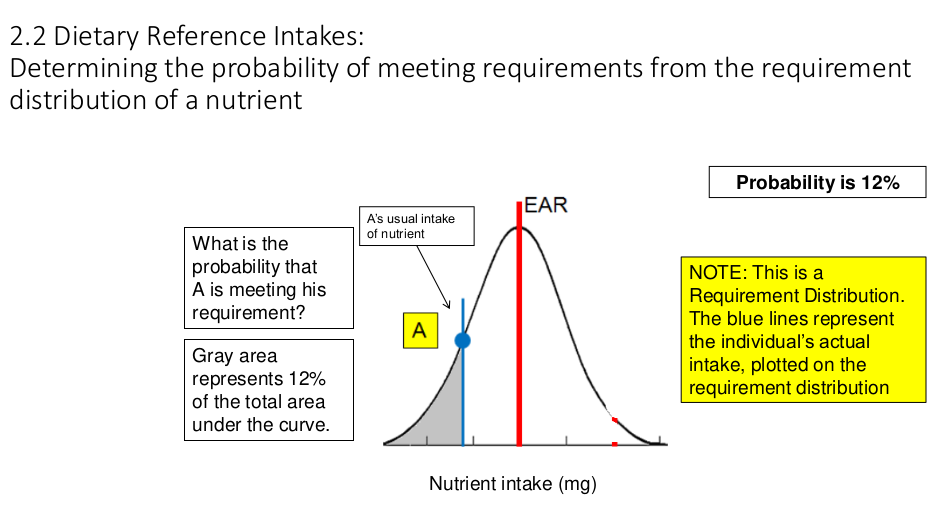 2.2 Dietary Reference Intakes:
Determining the probability of meeting requirements from the requirement
distribution of a nutrient
Probability is 12%
EAR
A's usual intake
of nutrient
What is the
probability that
A is meeting his
requirement?
A
Gray area
represents 12%
of the total area
under the curve.
NOTE: This is a
Requirement Distribution.
The blue lines represent
the individual's actual
intake, plotted on the
requirement distribution
Nutrient intake (mg)